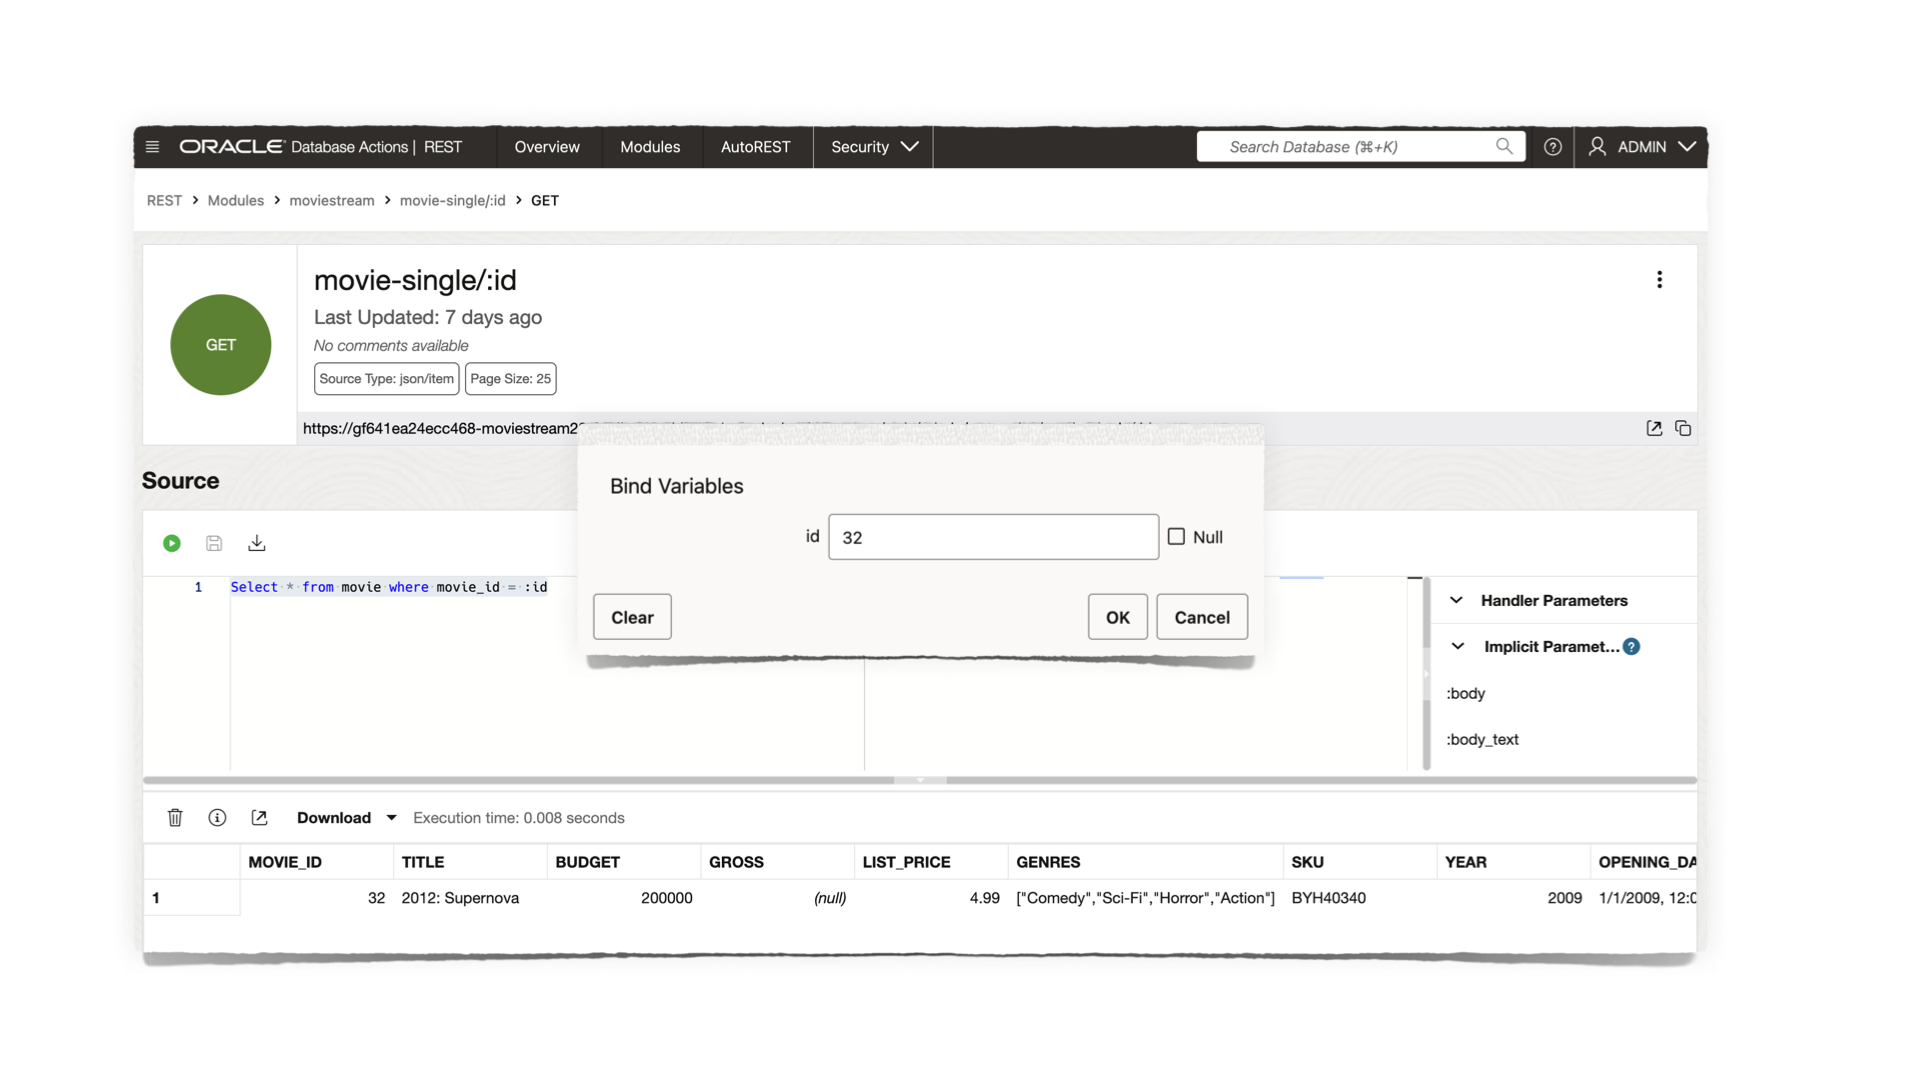 ORACLE Database Actions | REST Overview Modules AutoREST Security Search Database (⌘+K) ADMIN
REST > Modules > moviestream > movie-single/:id > GET
GET
movie-single/:id
Last Updated: 7 days ago
No comments available
Source Type: json/item Page Size: 25
https://gf641ea24ecc468-moviestream2
Source
Bind Variables
id 32 Null
Clear OK Cancel
1 Select * from movie where movie_id = :id
Handler Parameters
Implicit Paramet... ?
:body
:body_text
Download Execution time: 0.008 seconds
MOVIE_ID TITLE BUDGET GROSS LIST_PRICE GENRES SKU YEAR OPENING_DA
1 32 2012: Supernova 200000 (null) 4.99 ["Comedy","Sci-Fi","Horror","Action"] BYH40340 2009 1/1/2009, 12:0